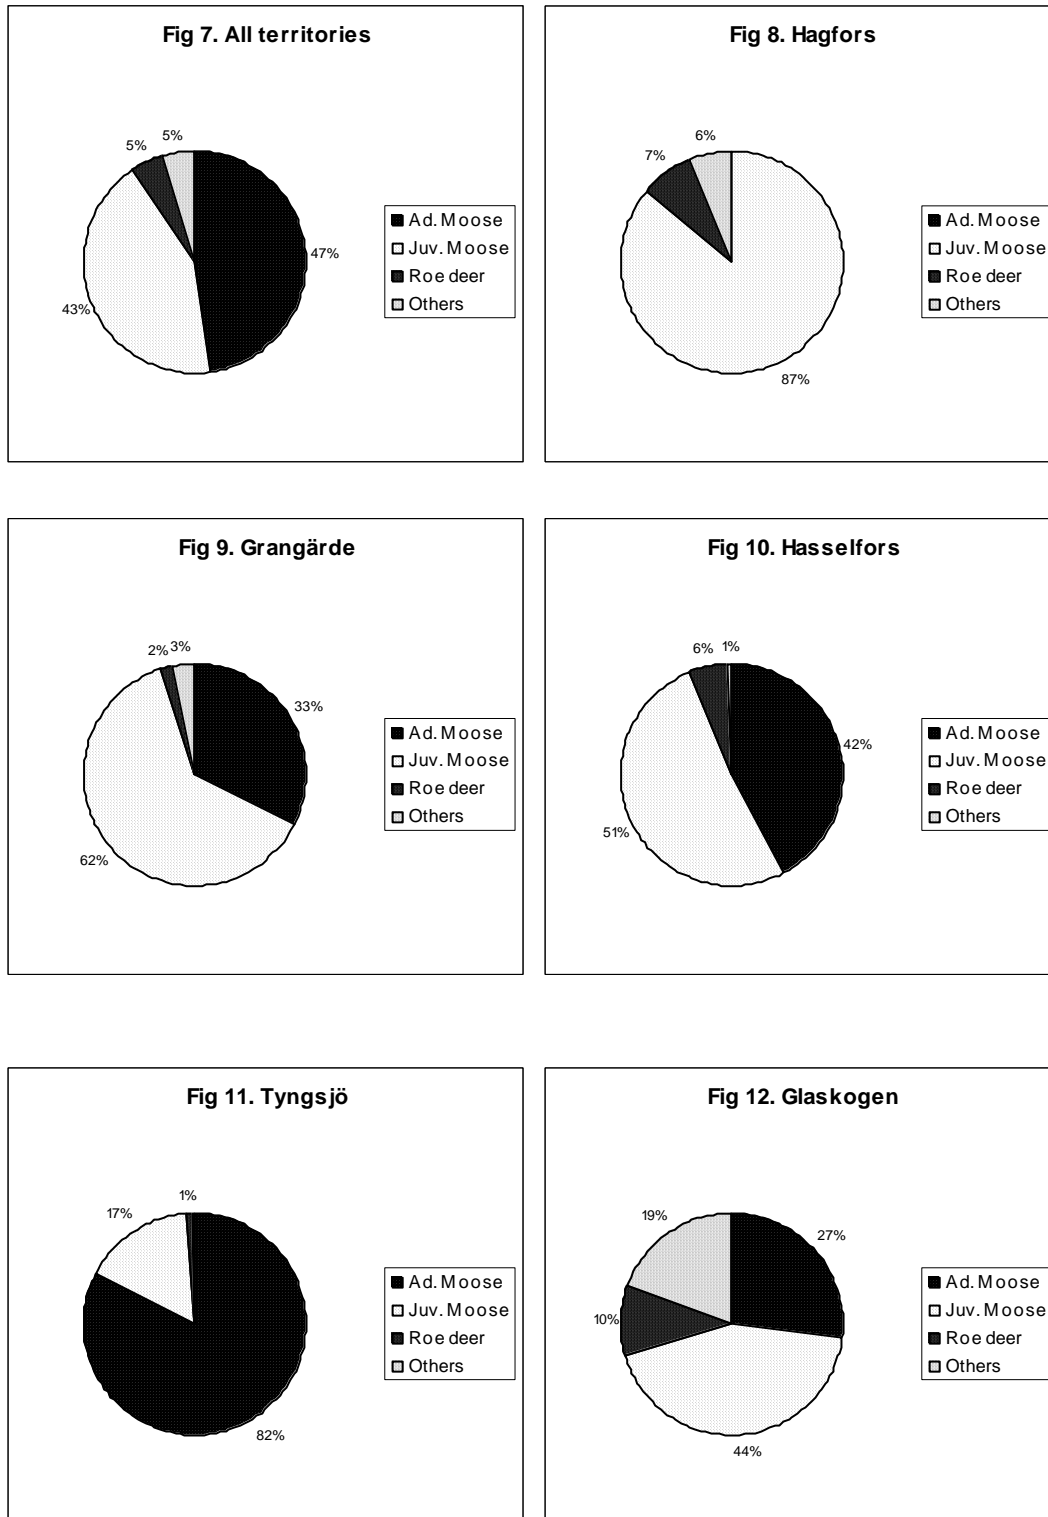 Fig 7. All territories
5%
5%
47%
43%
Ad. Moose
Juv. Moose
Roe deer
Others
Fig 8. Hagfors
6%
7%
87%
Ad. Moose
Juv. Moose
Roe deer
Others
Fig 9. Grangärde
2%
3%
33%
62%
Ad. Moose
Juv. Moose
Roe deer
Others
Fig 10. Hasselfors
6%
1%
42%
51%
Ad. Moose
Juv. Moose
Roe deer
Others
Fig 11. Tyngsjö
1%
17%
82%
Ad. Moose
Juv. Moose
Roe deer
Others
Fig 12. Glaskogen
19%
27%
10%
44%
Ad. Moose
Juv. Moose
Roe deer
Others